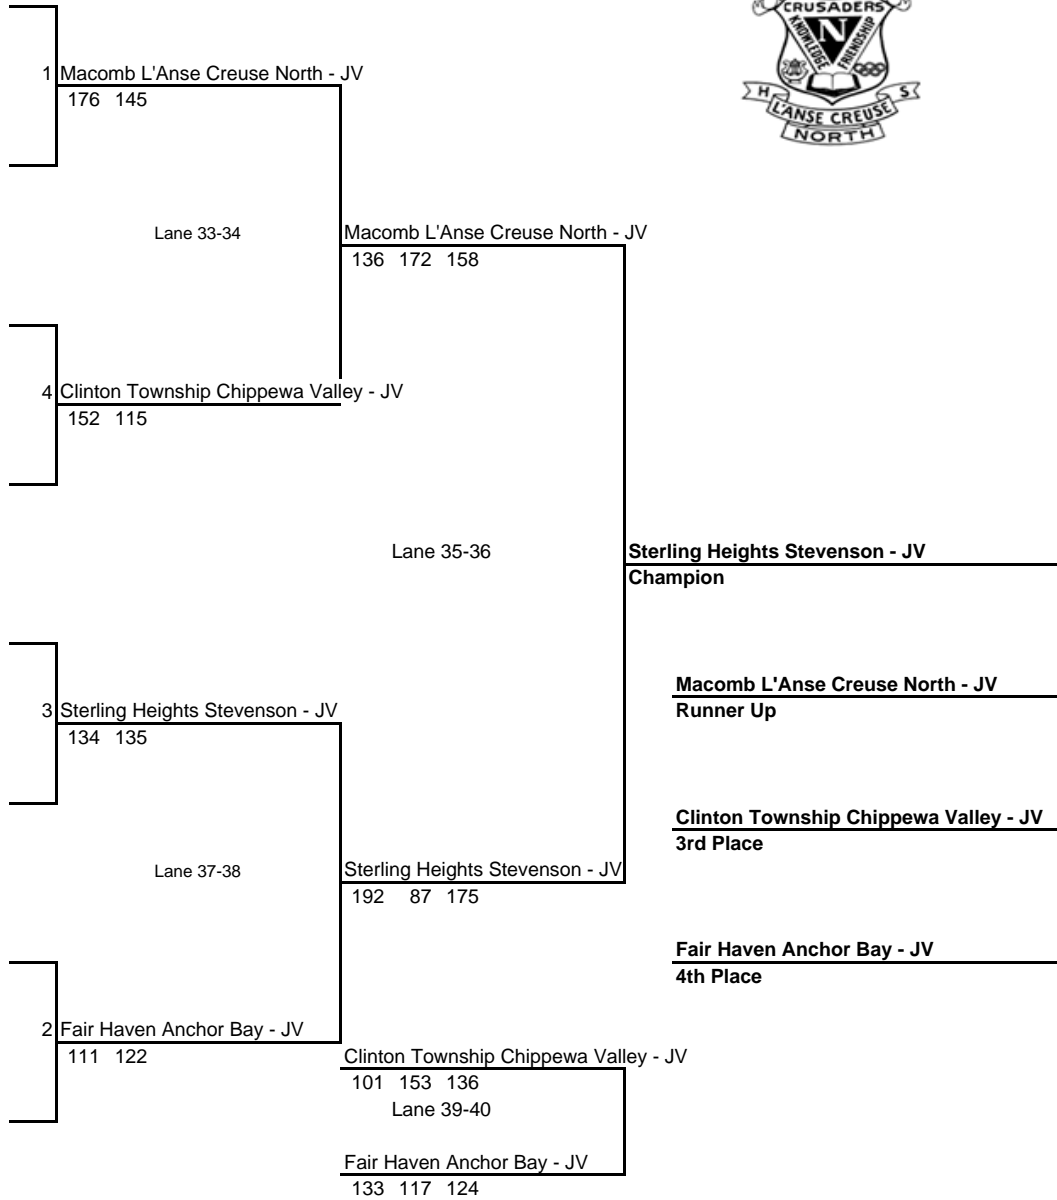 CRUSADERS
N
KNOWLEDGE
FRIENDSHIP
H S
L'ANSE CREUSE
NORTH
1 Macomb L'Anse Creuse North - JV
176 145
Lane 33-34
Macomb L'Anse Creuse North - JV
136 172 158
4 Clinton Township Chippewa Valley - JV
152 115
Lane 35-36
Sterling Heights Stevenson - JV
Champion
Macomb L'Anse Creuse North - JV
Runner Up
3 Sterling Heights Stevenson - JV
134 135
Clinton Township Chippewa Valley - JV
3rd Place
Lane 37-38
Sterling Heights Stevenson - JV
192 87 175
Fair Haven Anchor Bay - JV
4th Place
2 Fair Haven Anchor Bay - JV
111 122
Clinton Township Chippewa Valley - JV
101 153 136
Lane 39-40
Fair Haven Anchor Bay - JV
133 117 124